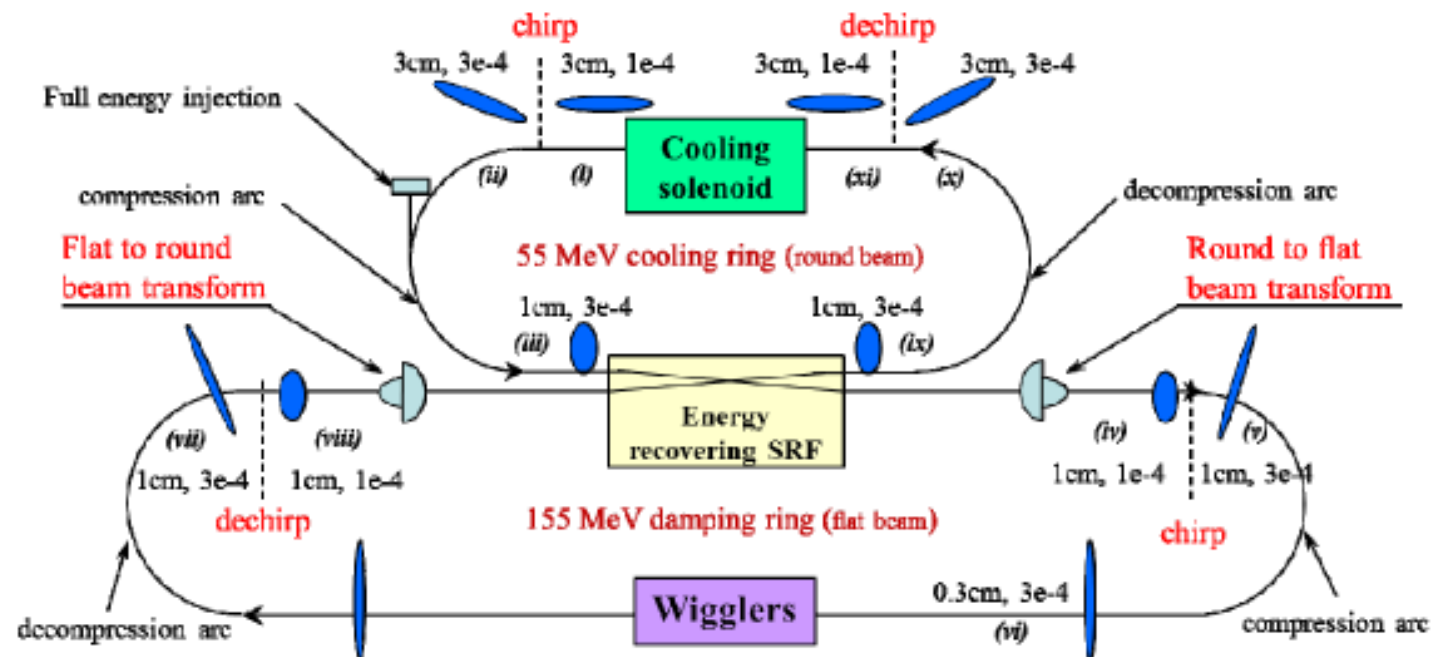 chirp
dechirp
3cm, 3e-4
3cm, 1e-4
3cm, 1e-4
3cm, 3e-4
Full energy injection
Cooling
solenoid
(ii)
(i)
(xi)
(x)
compression arc
decompression arc
Flat to round
beam transform
55 MeV cooling ring (round beam)
Round to flat
beam transform
1cm, 3e-4
1cm, 3e-4
(iii)
(ix)
Energy
recovering SRF
(vii)
(viii)
(iv)
(v)
1cm, 3e-4
1cm, 1e-4
1cm, 1e-4
1cm, 3e-4
dechirp
155 MeV damping ring (flat beam)
chirp
Wigglers
0.3cm, 3e-4
(vi)
decompression arc
compression arc